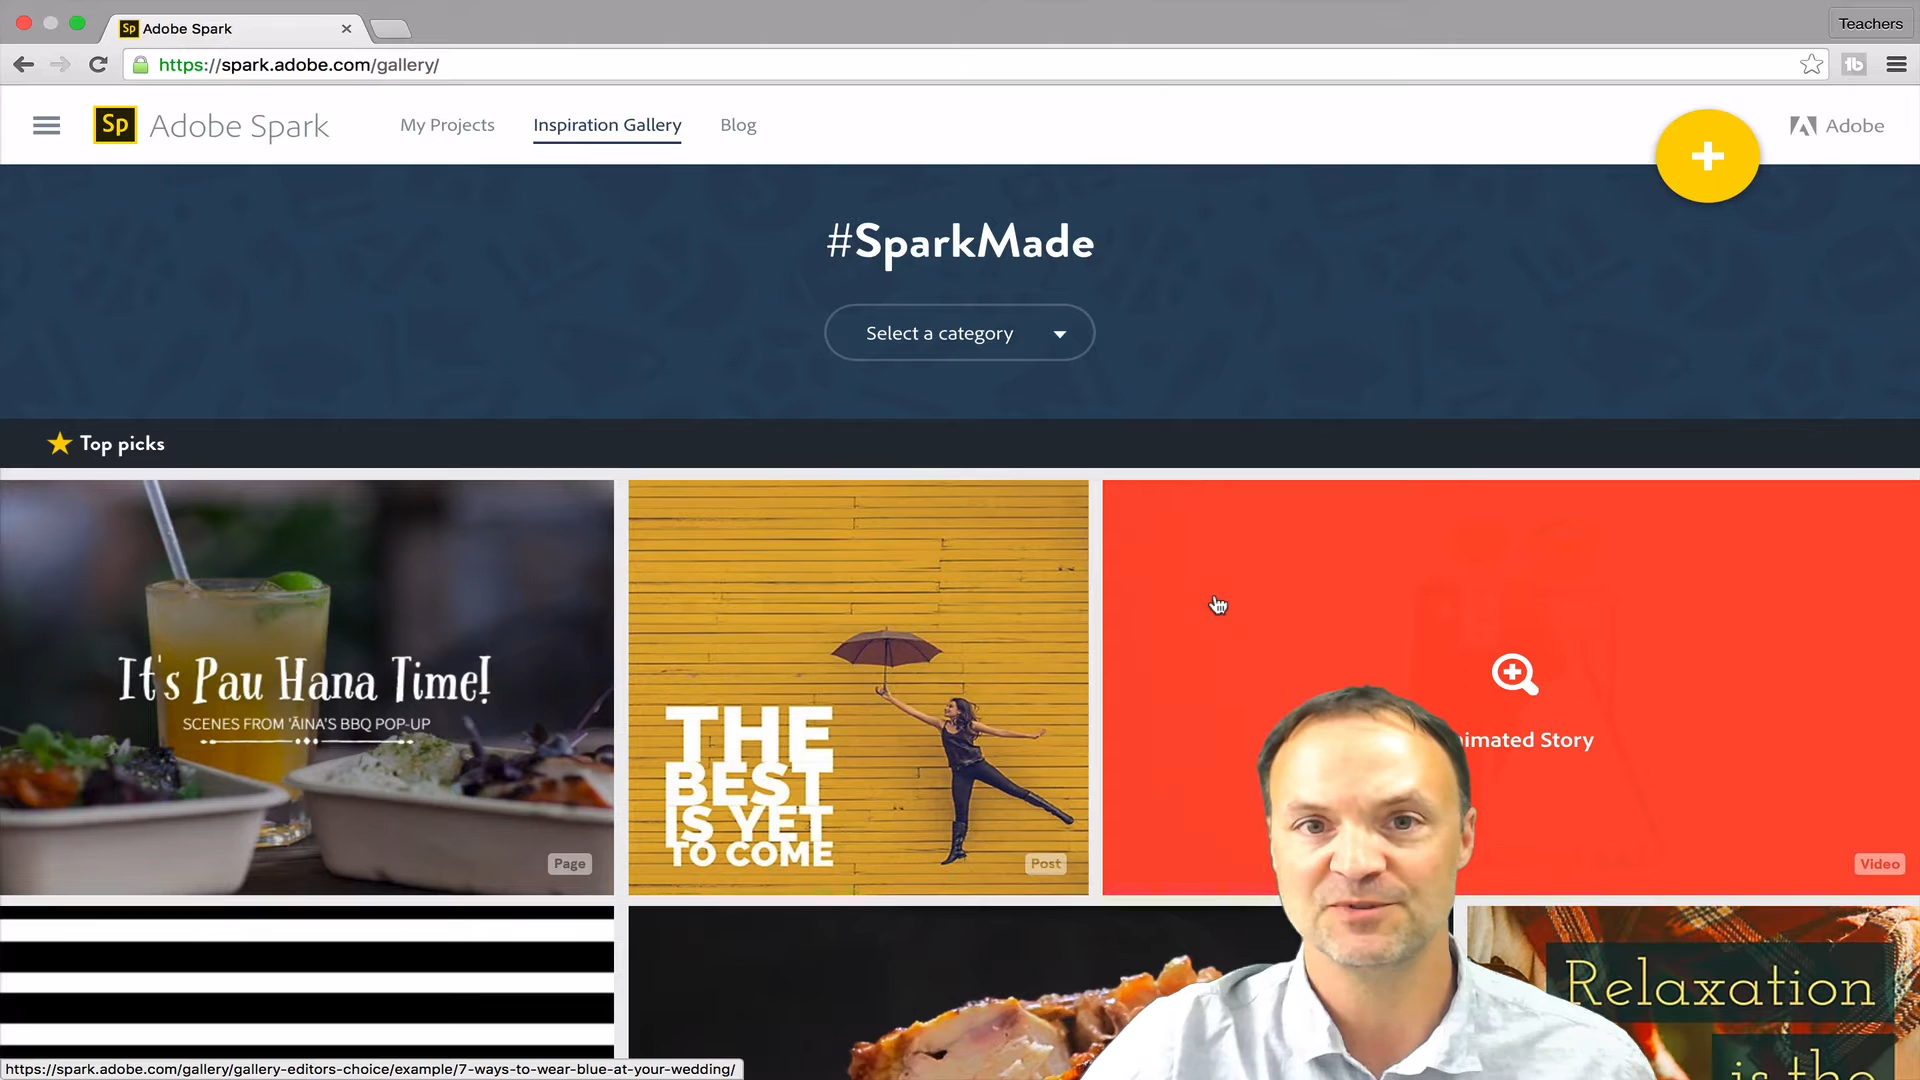 Sp Adobe Spark
Teachers
https://spark.adobe.com/gallery/
Sp Adobe Spark My Projects Inspiration Gallery Blog Adobe
#SparkMade
Select a category
Top picks
It's Pau Hana Time!
SCENES FROM 'ĀINA'S BBQ POP-UP
Page
THE
BEST
IS YET
TO COME
Post
imated Story
Video
Relaxation
is the
https://spark.adobe.com/gallery/gallery-editors-choice/example/7-ways-to-wear-blue-at-your-wedding/